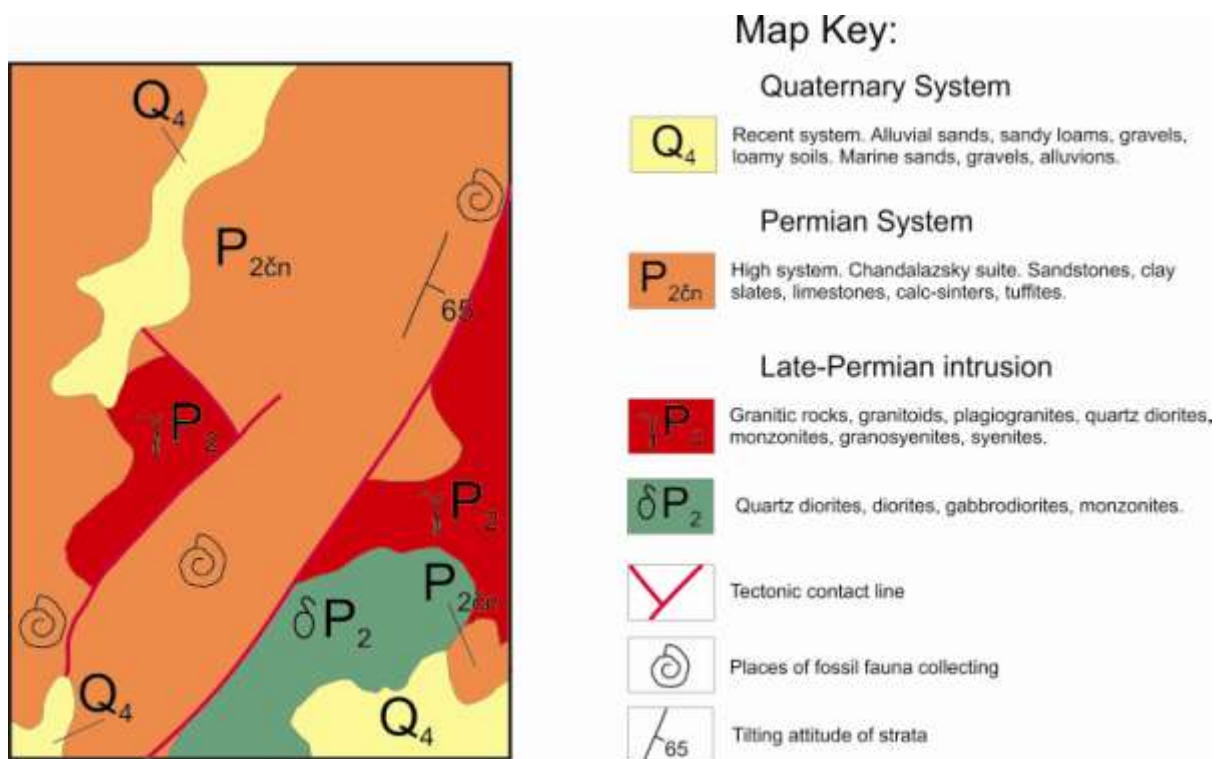 Map Key:
Quaternary System
Q4
Recent system. Alluvial sands, sandy loams, gravels,
loamy soils. Marine sands, gravels, alluvions.
Permian System
P2čn
High system. Chandalazsky suite. Sandstones, clay
slates, limestones, calc-sinters, tuffites.
Late-Permian intrusion
γP2
Granitic rocks, granitoids, plagiogranites, quartz diorites,
monzonites, granosyenites, syenites.
δP2
Quartz diorites, diorites, gabbrodiorites, monzonites.
Tectonic contact line
Places of fossil fauna collecting
65
Tilting attitude of strata
Q4
P2čn
65
γP2
γP2
P2čn
δP2
Q4
Q4